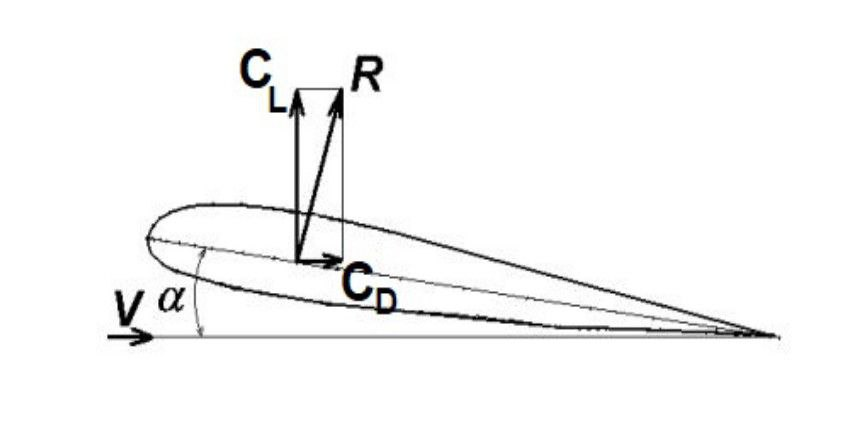 C_L R
C_D
V α